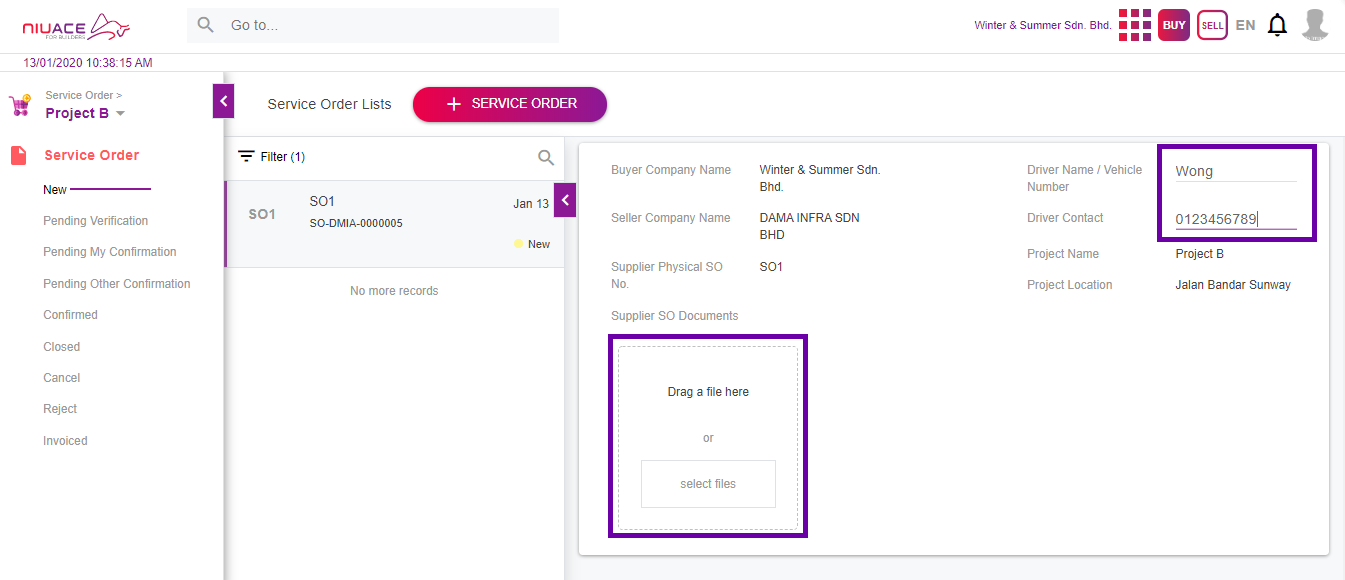 NIUACE
FOR BUILDERS
Go to...
Winter & Summer Sdn. Bhd.
BUY
SELL
EN
13/01/2020 10:38:15 AM
Service Order >
Project B
Service Order
New
Pending Verification
Pending My Confirmation
Pending Other Confirmation
Confirmed
Closed
Cancel
Reject
Invoiced
Service Order Lists
+ SERVICE ORDER
Filter (1)
SO1
SO1
Jan 13
SO-DMIA-0000005
New
No more records
Buyer Company Name
Winter & Summer Sdn.
Bhd.
Seller Company Name
DAMA INFRA SDN
BHD
Supplier Physical SO
No.
SO1
Supplier SO Documents
Drag a file here
or
select files
Driver Name / Vehicle
Number
Wong
Driver Contact
0123456789
Project Name
Project B
Project Location
Jalan Bandar Sunway